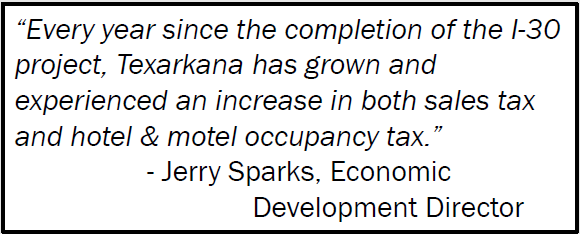 “Every year since the completion of the I-30
project, Texarkana has grown and
experienced an increase in both sales tax
and hotel & motel occupancy tax.”
- Jerry Sparks, Economic
Development Director